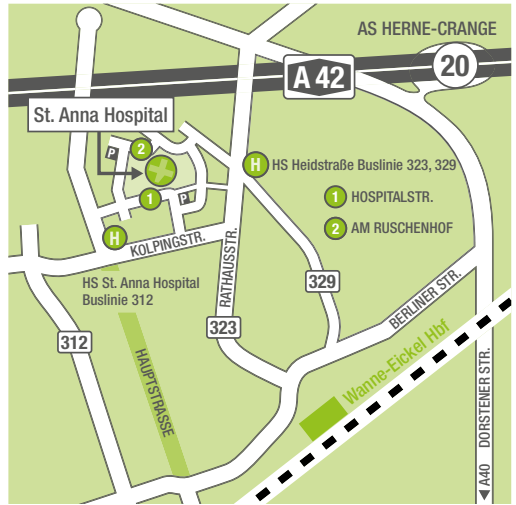 AS HERNE-CRANGE
20
A 42
St. Anna Hospital
P
2
H
HS Heidstraße Buslinie 323, 329
1
P
1
HOSPITALSTR.
2
AM RUSCHENHOF
H
KOLPINGSTR.
RATHAUSSTR.
HS St. Anna Hospital
Buslinie 312
329
BERLINER STR.
323
312
HAUPTSTRASSE
Wanne-Eickel Hbf
A40 DORSTENER STR.